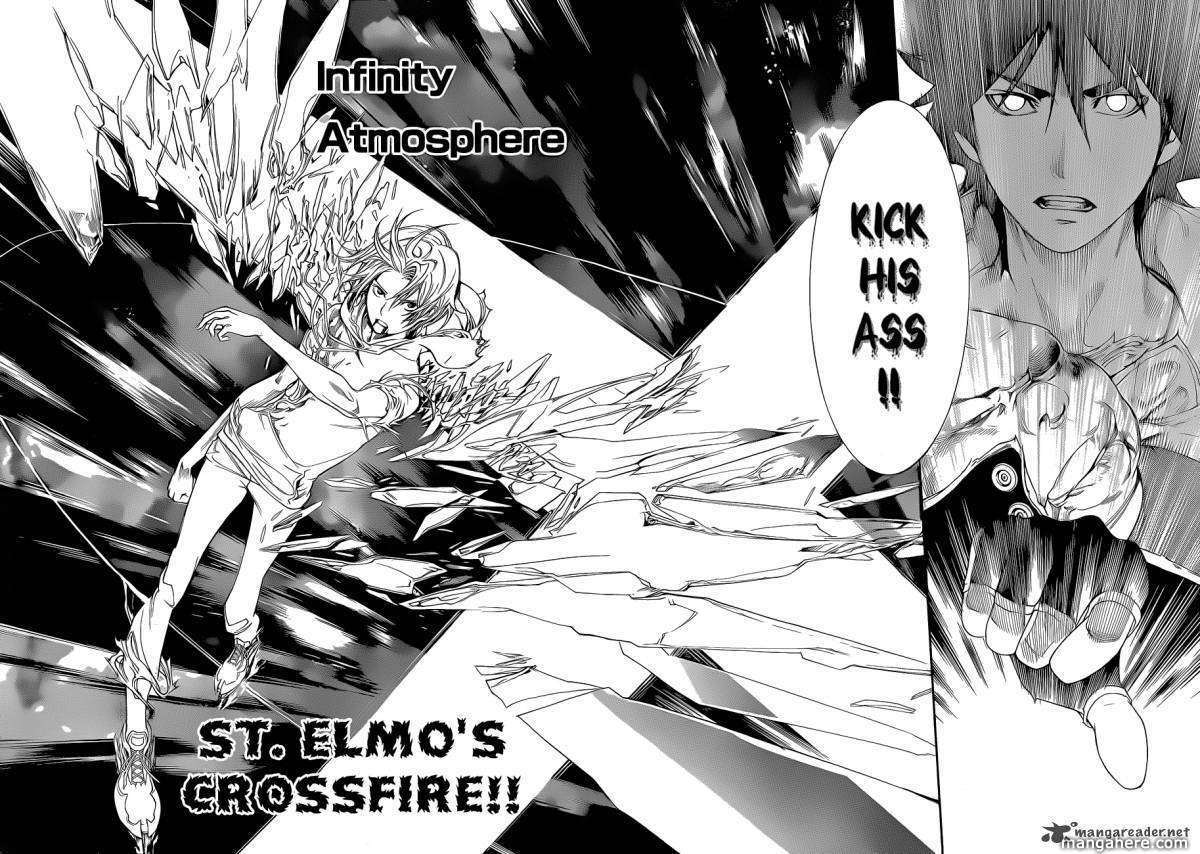 KICK
HIS
ASS
!!
Infinity
Atmosphere
ST. ELMO'S
CROSSFIRE!!
mangareader.net
mangahere.com